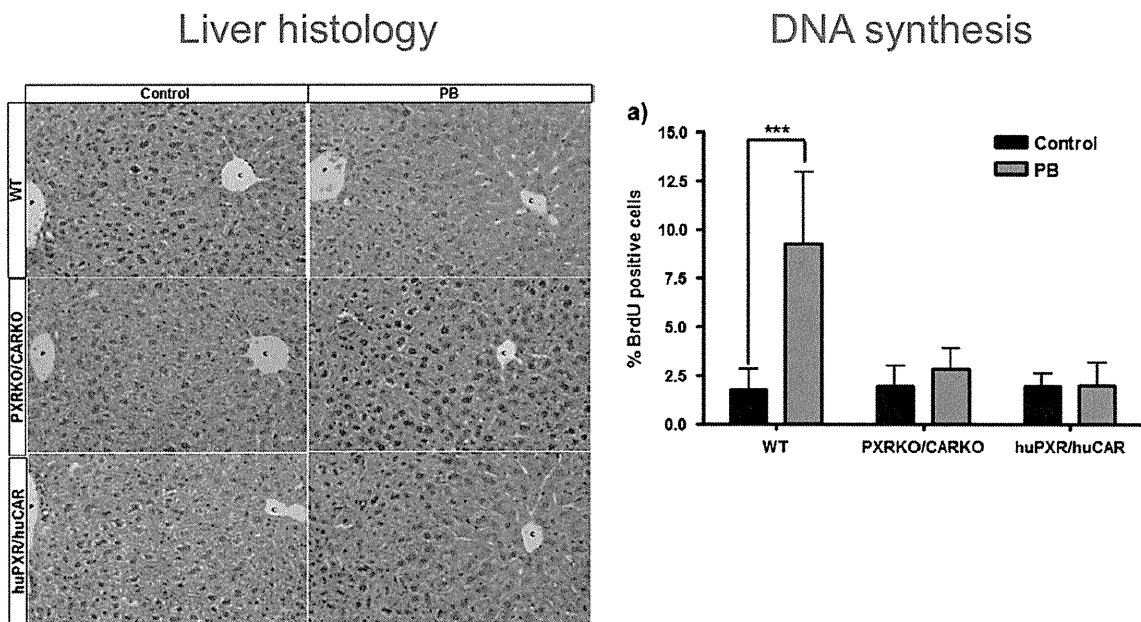 Liver histology
DNA synthesis
Control
PB
WT
PXRKO/CARKO
huPXR/huCAR
a)
***
Control
PB
% BrdU positive cells
15.0
12.5
10.0
7.5
5.0
2.5
0.0
WT
PXRKO/CARKO
huPXR/huCAR